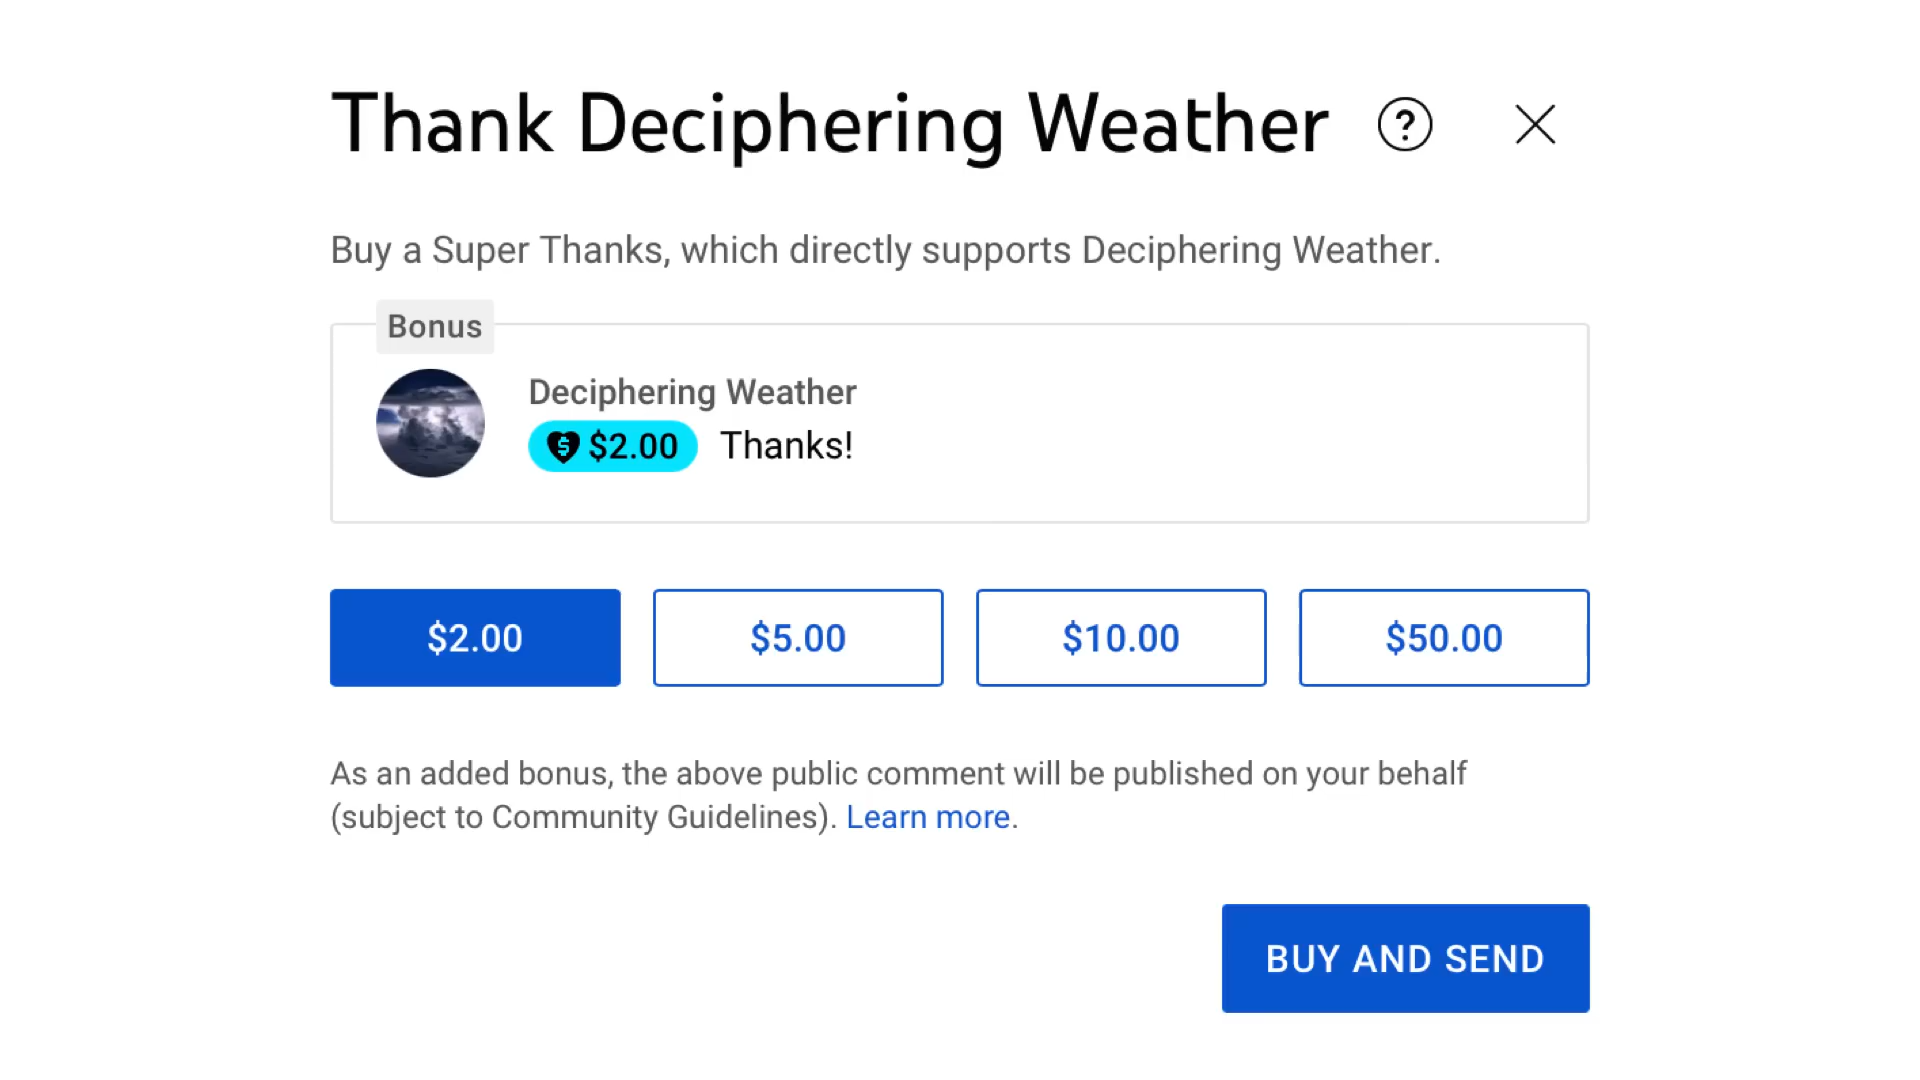 Thank Deciphering Weather
Buy a Super Thanks, which directly supports Deciphering Weather.
Bonus
Deciphering Weather
$2.00 Thanks!
$2.00 $5.00 $10.00 $50.00
As an added bonus, the above public comment will be published on your behalf
(subject to Community Guidelines). Learn more.
BUY AND SEND